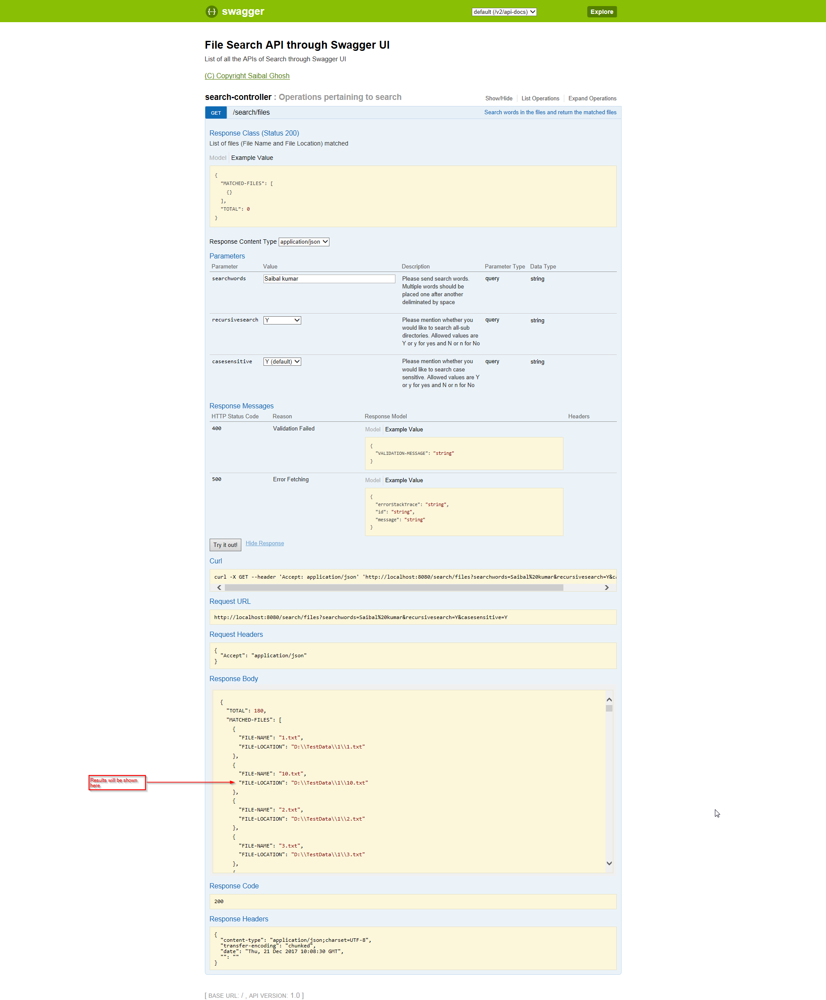 swagger
default (/v2/api-docs)
Explore
File Search API through Swagger UI
List of all the APIs of Search through Swagger UI
(C) Copyright Saibal Ghosh
search-controller : Operations pertaining to search
Show/Hide
List Operations
Expand Operations
GET
/search/files
Search words in the files and return the matched files
Response Class (Status 200)
List of files (File Name and File Location) matched
Model
Example Value
{
"MATCHED-FILES": [
{}
],
"TOTAL": 0
}
Response Content Type application/json
Parameters
Parameter Value Description Parameter Type Data Type
searchwords
Saibal kumar
Please send search words.
Multiple words should be
placed one after another
deliminated by space
query
string
recursivesearch
Y
Please mention whether you
would like to search all-sub
directories. Allowed values are
Y or y for yes and N or n for No
query
string
casesensitive
Y (default)
Please mention whether you
would like to search case
sensitive. Allowed values are Y
or y for yes and N or n for No
query
string
Response Messages
HTTP Status Code Reason Response Model Headers
400
Validation Failed
Model
Example Value
{
"VALIDATION-MESSAGE": "string"
}
500
Error Fetching
Model
Example Value
{
"errorStackTrace": "string",
"id": "string",
"message": "string"
}
Try it out!
Hide Response
Curl
curl -X GET --header 'Accept: application/json' 'http://localhost:8080/search/files?searchwords=Saibal%20kumar&recursivesearch=Y&ca
Request URL
http://localhost:8080/search/files?searchwords=Saibal%20kumar&recursivesearch=Y&casesensitive=Y
Request Headers
{
"Accept": "application/json"
}
Response Body
{
"TOTAL": 180,
"MATCHED-FILES": [
{
"FILE-NAME": "1.txt",
"FILE-LOCATION": "D:\\TestData\\1\\1.txt"
},
{
"FILE-NAME": "10.txt",
"FILE-LOCATION": "D:\\TestData\\1\\10.txt"
},
{
"FILE-NAME": "2.txt",
"FILE-LOCATION": "D:\\TestData\\1\\2.txt"
},
{
"FILE-NAME": "3.txt",
"FILE-LOCATION": "D:\\TestData\\1\\3.txt"
},
{
Results will be shown
here
Response Code
200
Response Headers
{
"content-type": "application/json;charset=UTF-8",
"transfer-encoding": "chunked",
"date": "Thu, 21 Dec 2017 10:08:30 GMT",
"": ""
}
[ BASE URL: / , API VERSION: 1.0 ]